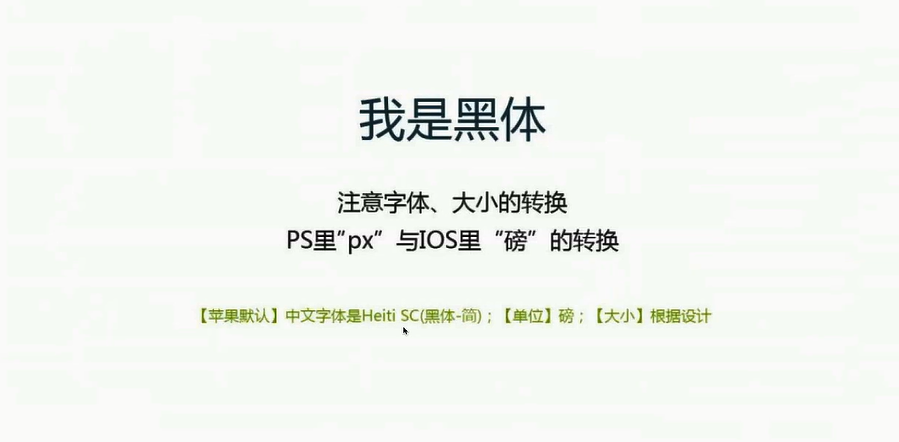 我是黑体
注意字体、大小的转换
PS里“px”与IOS里“磅”的转换
【苹果默认】中文字体是Heiti SC(黑体-简)；【单位】磅；【大小】根据设计